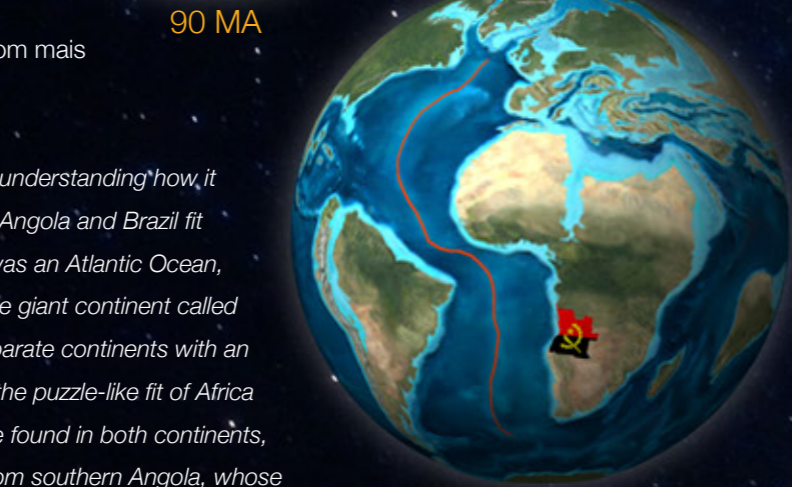 90 MA
om mais
understanding how it
Angola and Brazil fit
was an Atlantic Ocean,
e giant continent called
parate continents with an
the puzzle-like fit of Africa
e found in both continents,
om southern Angola, whose